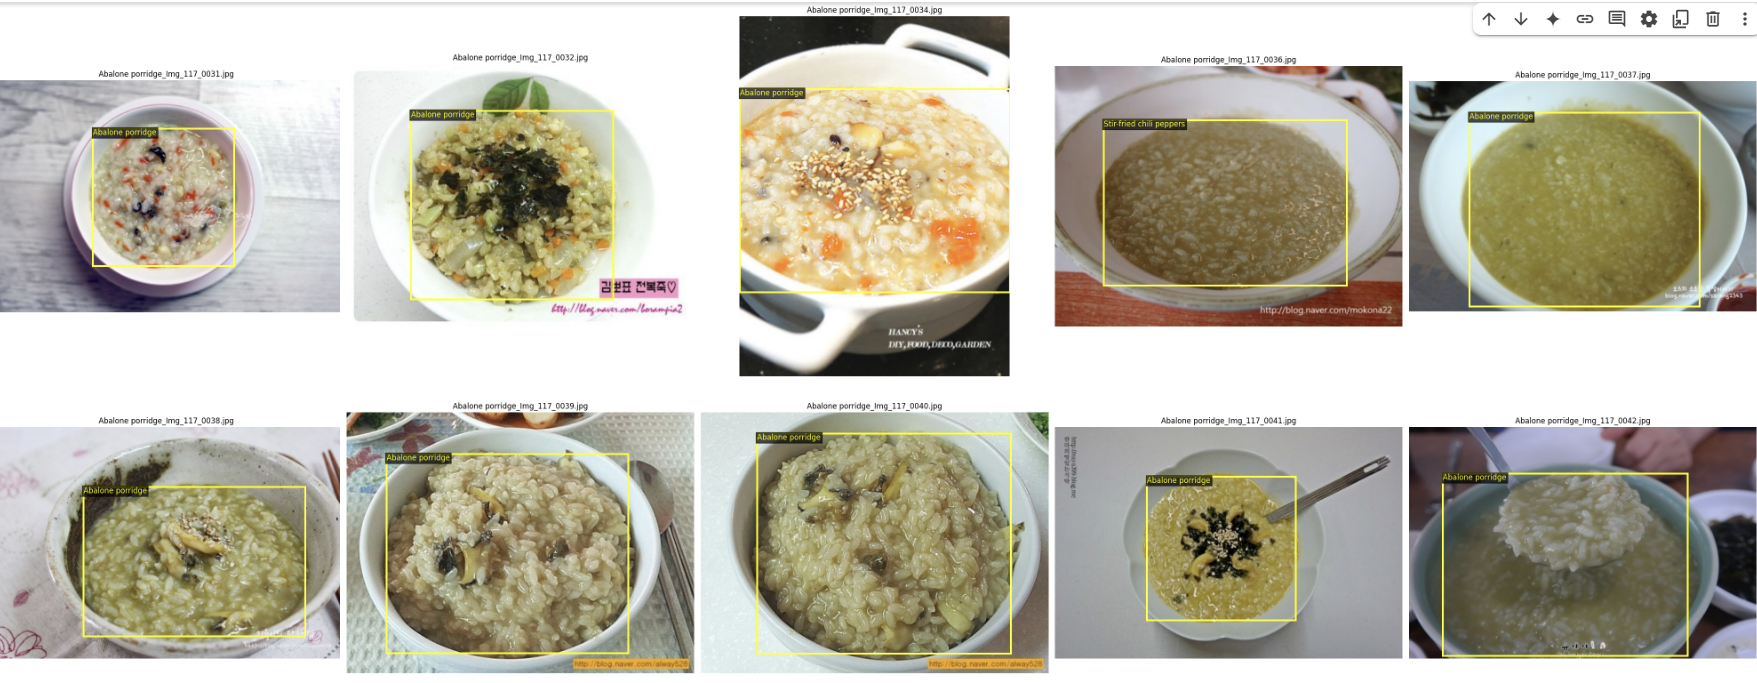 Abalone porridge_Img_117_0034.jpg
Abalone porridge_Img_117_0032.jpg
Abalone porridge_Img_117_0036.jpg
Abalone porridge_Img_117_0031.jpg
Abalone porridge_Img_117_0037.jpg
Abalone porridge
Abalone porridge
Abalone porridge
Stir-fried chili peppers
Abalone porridge
전복죽♡
http://blog.naver.com/borampia2
HANCY'S
DIY,FOOD,DECO,GARDEN
http://blog.naver.com/mokona22
Abalone porridge_Img_117_0038.jpg
Abalone porridge_Img_117_0039.jpg
Abalone porridge_Img_117_0040.jpg
Abalone porridge_Img_117_0041.jpg
Abalone porridge_Img_117_0042.jpg
Abalone porridge
Abalone porridge
Abalone porridge
Abalone porridge
Abalone porridge
http://blog.naver.com/alway528
http://blog.naver.com/alway528